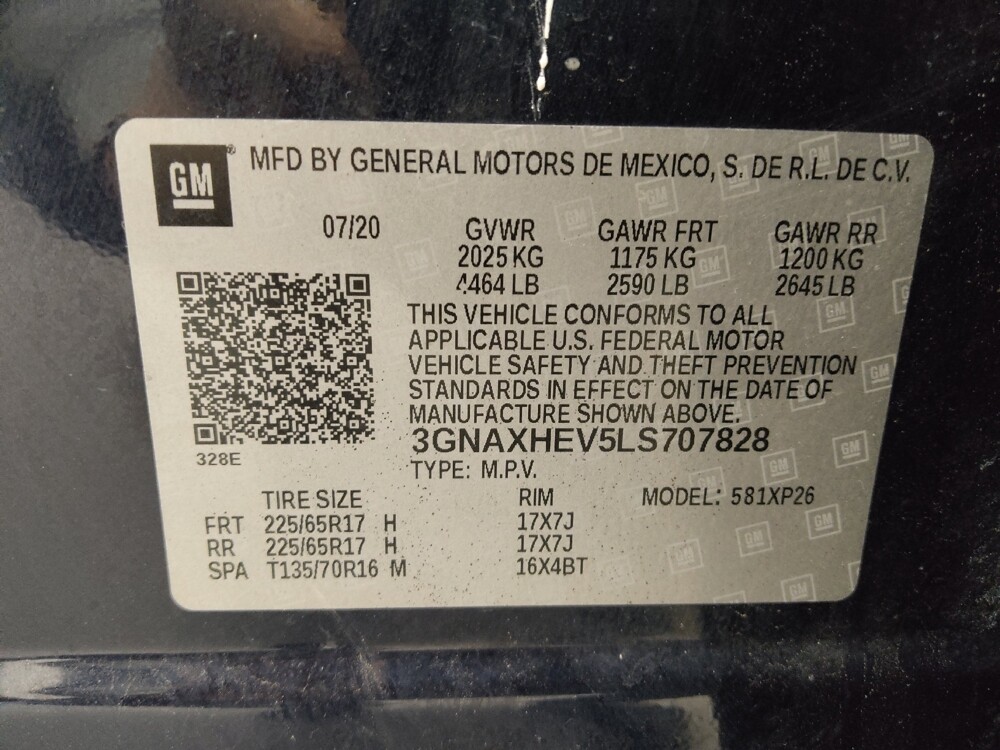 GM® MFD BY GENERAL MOTORS DE MEXICO, S. DE R.L. DE C.V.
07/20 GVWR GAWR FRT GAWR RR
2025 KG 1175 KG 1200 KG
4464 LB 2590 LB 2645 LB
THIS VEHICLE CONFORMS TO ALL
APPLICABLE U.S. FEDERAL MOTOR
VEHICLE SAFETY AND THEFT PREVENTION
STANDARDS IN EFFECT ON THE DATE OF
MANUFACTURE SHOWN ABOVE.
3GNAXHEV5LS707828
328E
TYPE: M.P.V.
TIRE SIZE RIM MODEL: 581XP26
FRT 225/65R17 H 17X7J
RR 225/65R17 H 17X7J
SPA T135/70R16 M 16X4BT